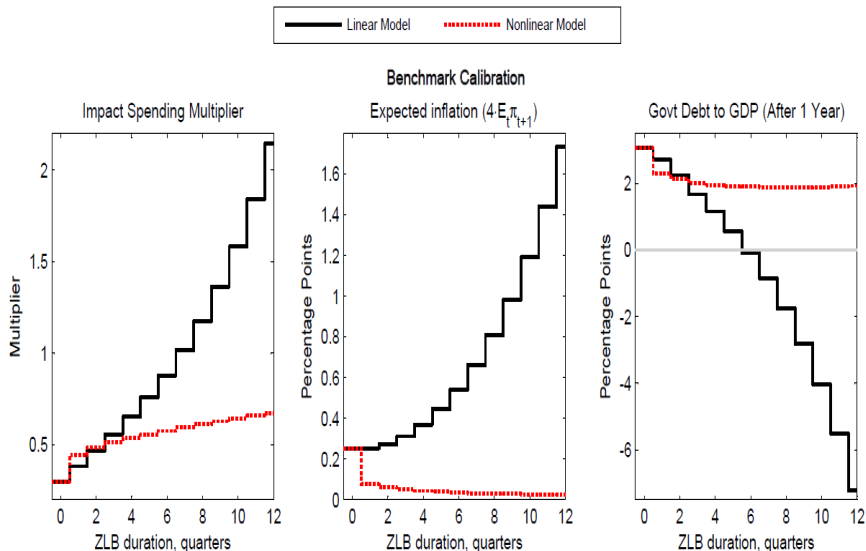 Linear Model
Nonlinear Model
Benchmark Calibration
Impact Spending Multiplier
Multiplier
2
1.5
1
0.5
0 2 4 6 8 10 12
ZLB duration, quarters
Expected inflation (4·E_tπ_{t+1})
Percentage Points
1.6
1.4
1.2
1
0.8
0.6
0.4
0.2
0
0 2 4 6 8 10 12
ZLB duration, quarters
Govt Debt to GDP (After 1 Year)
Percentage Points
2
0
-2
-4
-6
0 2 4 6 8 10 12
ZLB duration, quarters